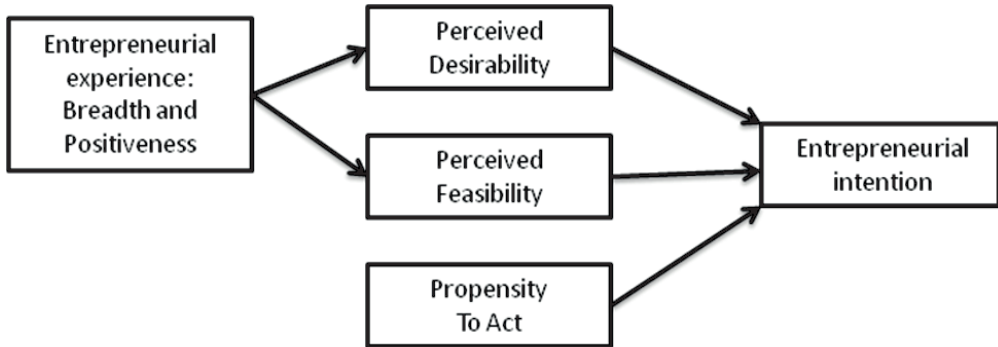 Entrepreneurial
experience:
Breadth and
Positiveness
Perceived
Desirability
Perceived
Feasibility
Propensity
To Act
Entrepreneurial
intention